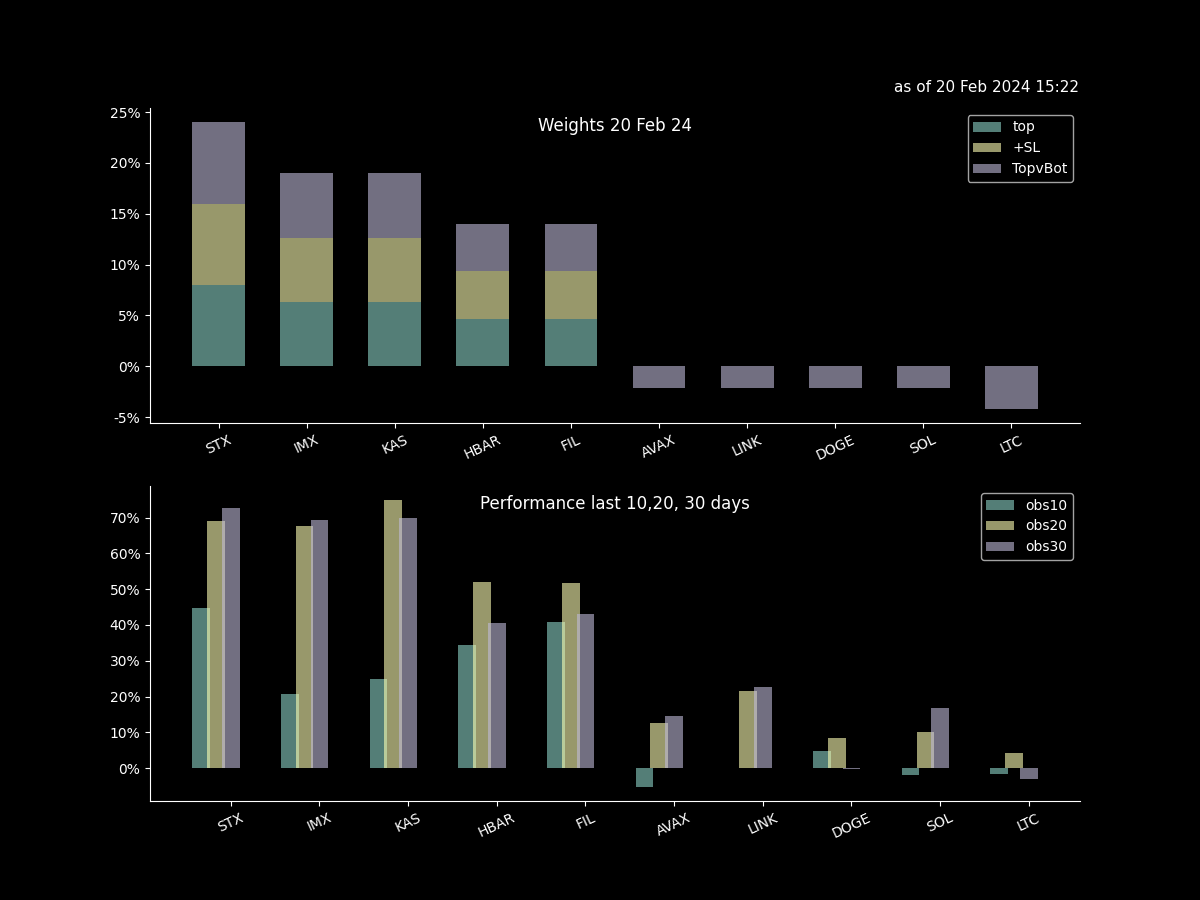 as of 20 Feb 2024 15:22
Weights 20 Feb 24
top
+SL
TopvBot
25%
20%
15%
10%
5%
0%
-5%
STX IMX KAS HBAR FIL AVAX LINK DOGE SOL LTC
Performance last 10,20, 30 days
obs10
obs20
obs30
70%
60%
50%
40%
30%
20%
10%
0%
STX IMX KAS HBAR FIL AVAX LINK DOGE SOL LTC